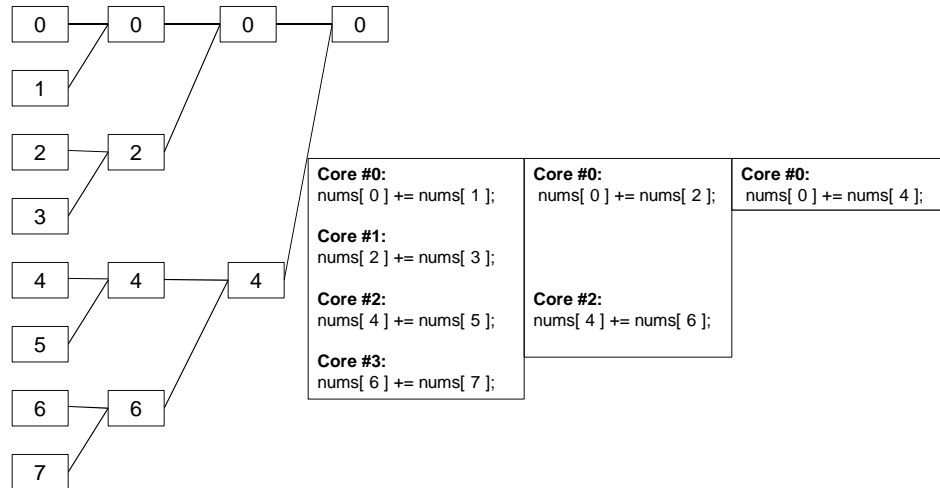 0 0 0 0
1
2 2
3
4 4 4
5
6 6
7
Core #0:
nums[ 0 ] += nums[ 1 ];
Core #1:
nums[ 2 ] += nums[ 3 ];
Core #2:
nums[ 4 ] += nums[ 5 ];
Core #3:
nums[ 6 ] += nums[ 7 ];
Core #0:
nums[ 0 ] += nums[ 2 ];
Core #2:
nums[ 4 ] += nums[ 6 ];
Core #0:
nums[ 0 ] += nums[ 4 ];